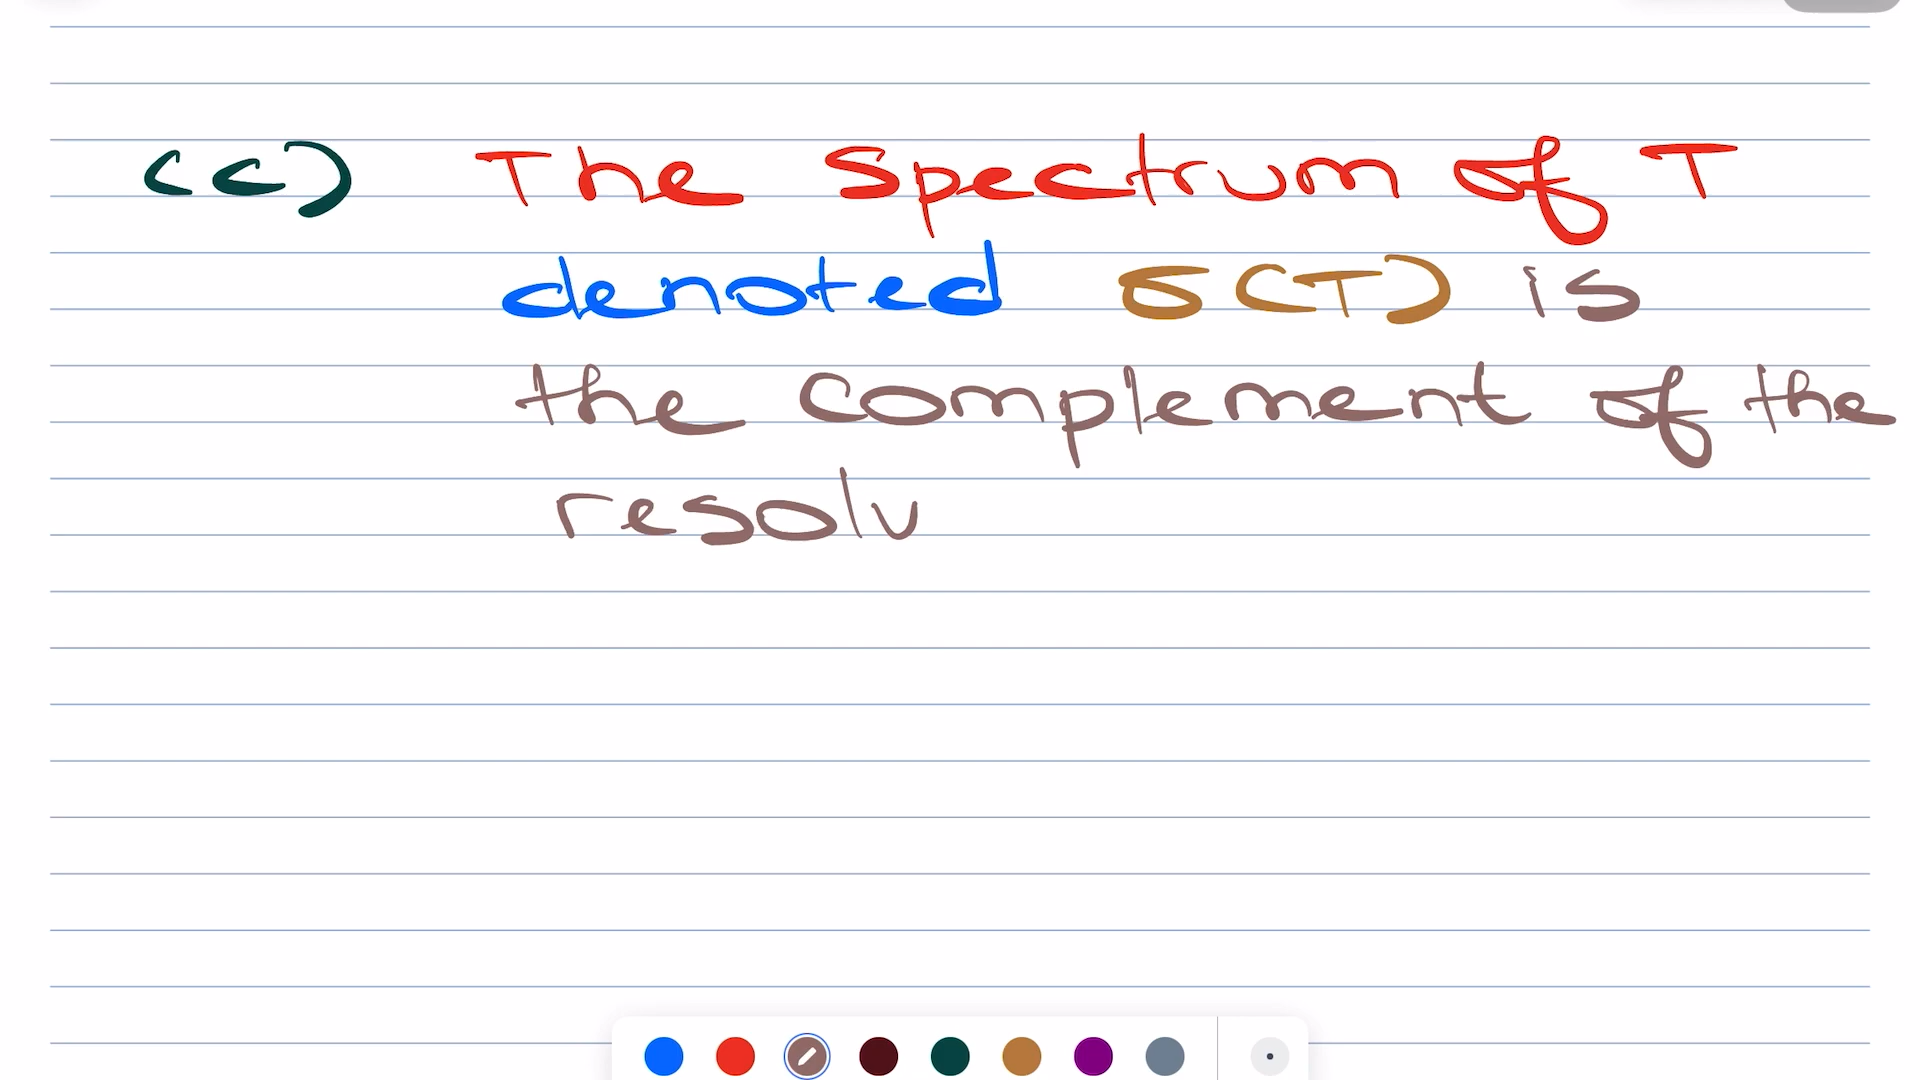 (c) The Spectrum of T
denoted σ(T) is
the complement of the
resolv